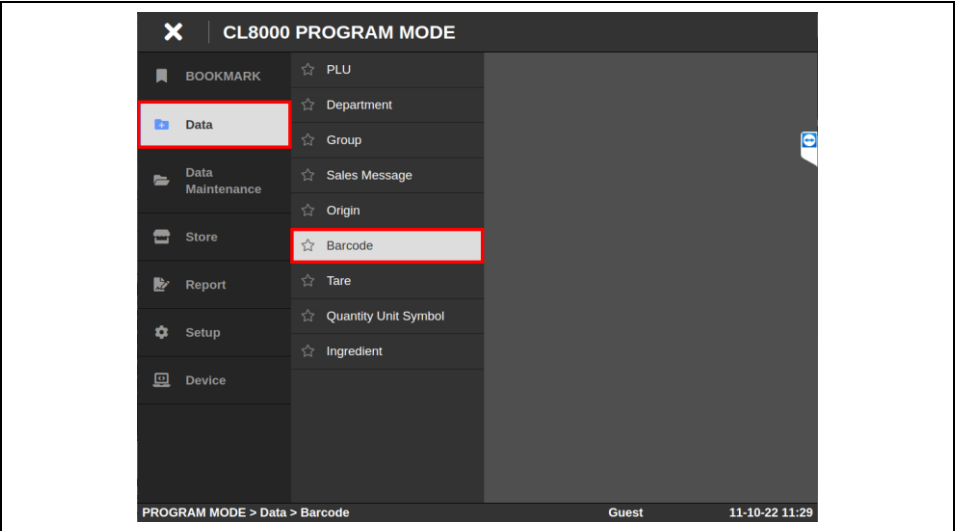 CL8000 PROGRAM MODE
BOOKMARK
Data
Data
Maintenance
Store
Report
Setup
Device
PLU
Department
Group
Sales Message
Origin
Barcode
Tare
Quantity Unit Symbol
Ingredient
PROGRAM MODE > Data > Barcode
Guest
11-10-22 11:29